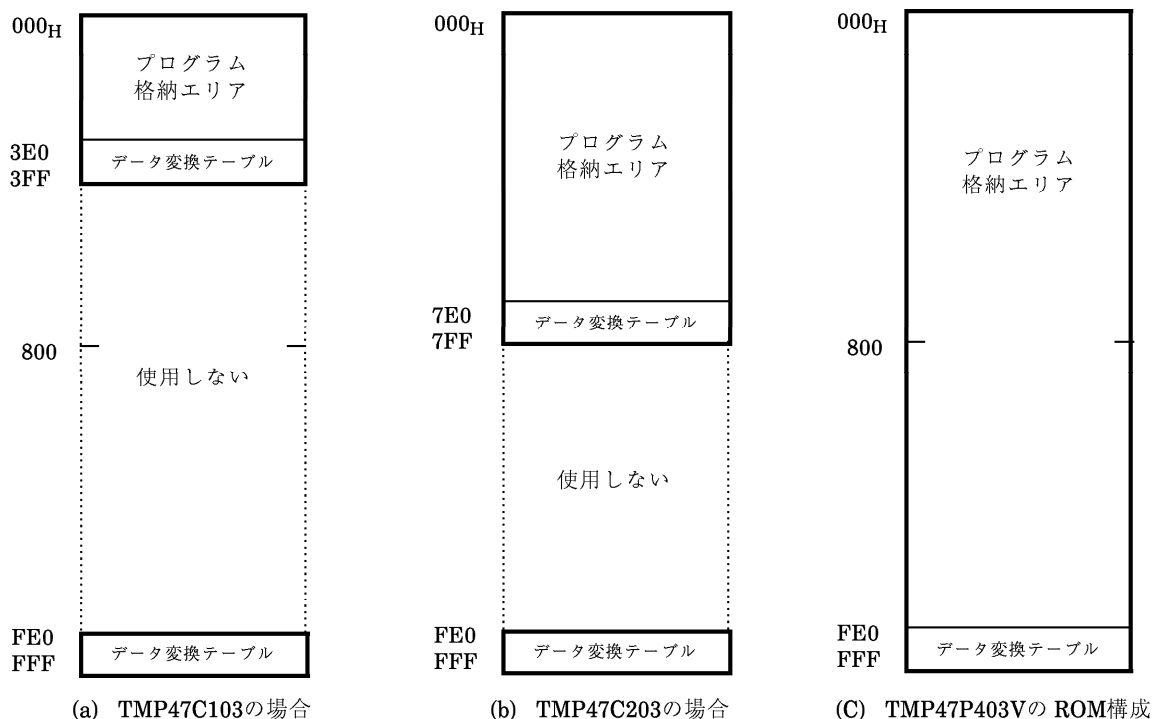 000H
プログラム
格納エリア
3E0
3FF
データ変換テーブル
800
使用しない
FE0
FFF
データ変換テーブル
(a) TMP47C103の場合
000H
プログラム
格納エリア
7E0
7FF
データ変換テーブル
使用しない
FE0
FFF
データ変換テーブル
(b) TMP47C203の場合
000H
プログラム
格納エリア
800
FE0
FFF
データ変換テーブル
(C) TMP47P403VのROM構成